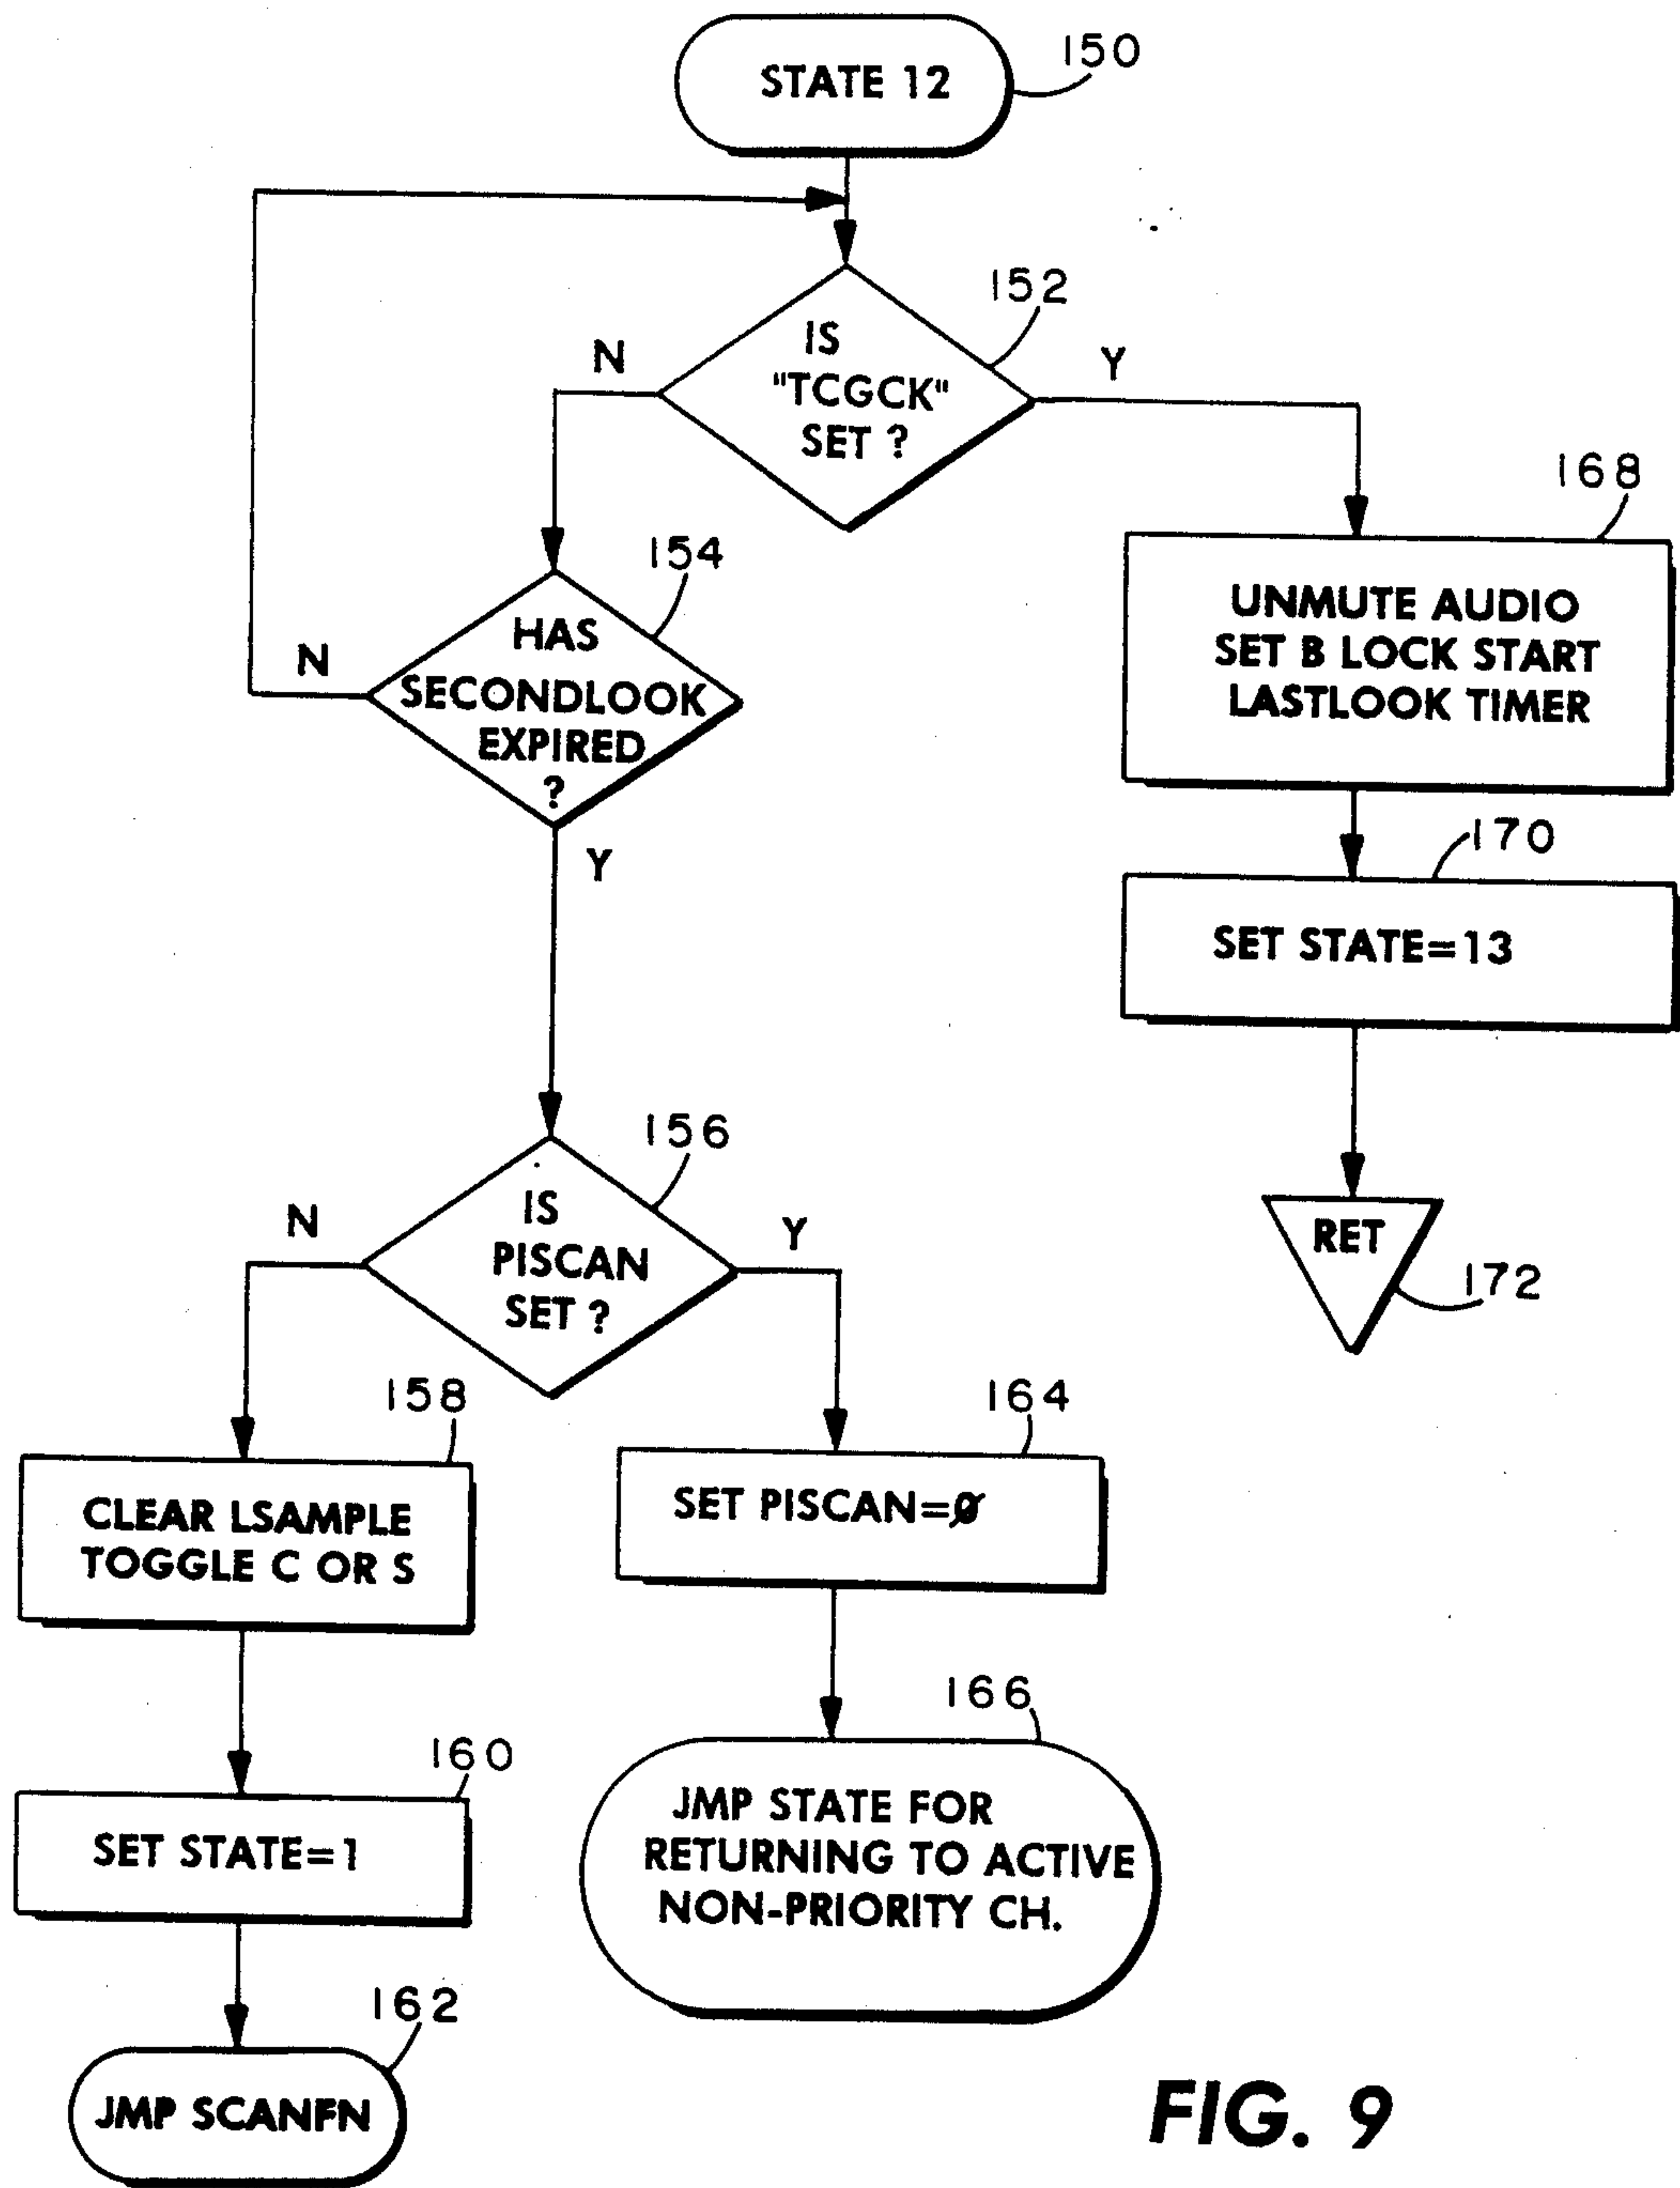 STATE 12
150
IS
"TCGCK"
SET ?
152
N
Y
HAS
SECONDLOOK
EXPIRED
?
154
N
Y
168
UNMUTE AUDIO
SET B LOCK START
LASTLOOK TIMER
170
SET STATE=13
RET
172
IS
PISCAN
SET ?
156
N
Y
158
CLEAR LSAMPLE
TOGGLE C OR S
164
SET PISCAN=0
160
SET STATE=1
166
JMP STATE FOR
RETURNING TO ACTIVE
NON-PRIORITY CH.
162
JMP SCANFN
FIG. 9